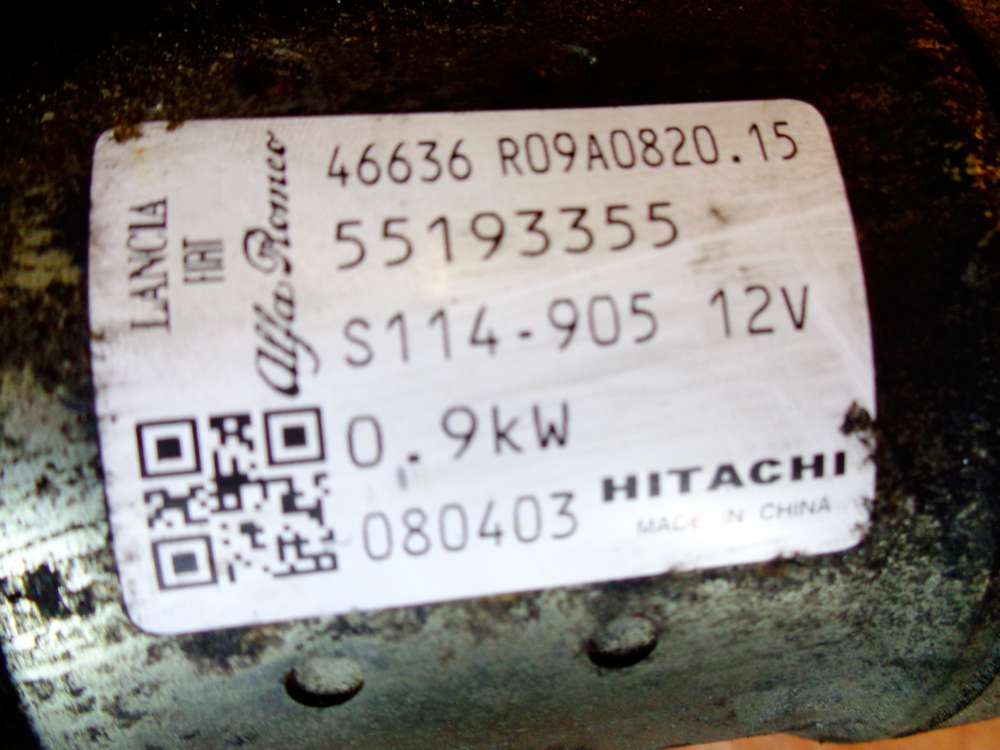 LANCIA
FIAT
Alfa Romeo
46636 R09A0820.15
55193355
S114-905 12V
0.9kW
080403
HITACHI
MADE IN CHINA